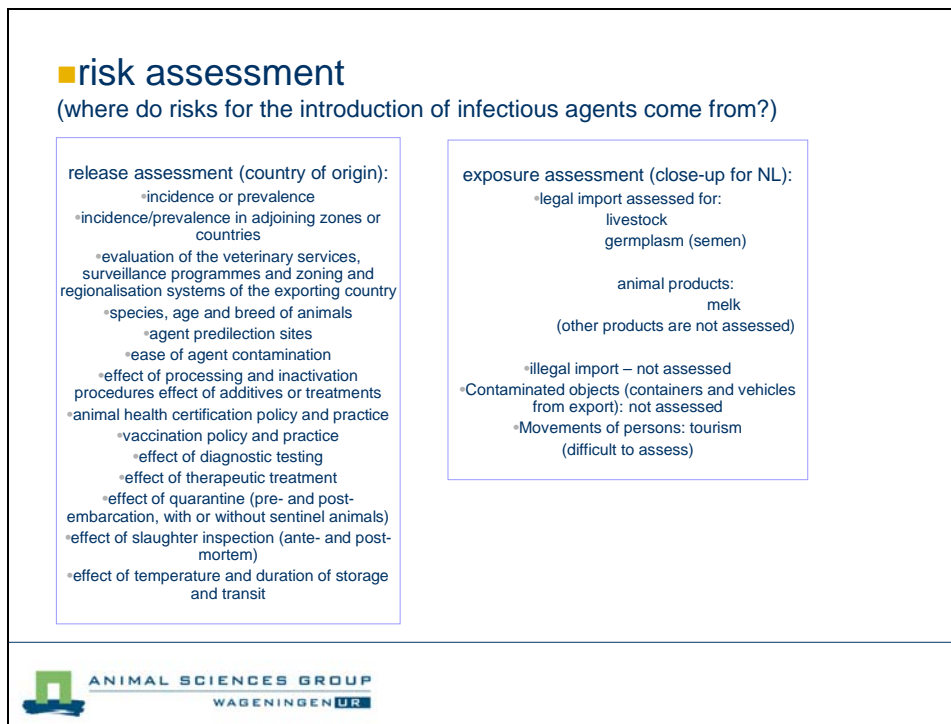 risk assessment
(where do risks for the introduction of infectious agents come from?)
release assessment (country of origin):
•incidence or prevalence
•incidence/prevalence in adjoining zones or
countries
•evaluation of the veterinary services,
surveillance programmes and zoning and
regionalisation systems of the exporting country
•species, age and breed of animals
•agent predilection sites
•ease of agent contamination
•effect of processing and inactivation
procedures effect of additives or treatments
•animal health certification policy and practice
•vaccination policy and practice
•effect of diagnostic testing
•effect of therapeutic treatment
•effect of quarantine (pre- and post-
embarcation, with or without sentinel animals)
•effect of slaughter inspection (ante- and post-
mortem)
•effect of temperature and duration of storage
and transit
exposure assessment (close-up for NL):
•legal import assessed for:
livestock
germplasm (semen)
animal products:
melk
(other products are not assessed)
•illegal import – not assessed
•Contaminated objects (containers and vehicles
from export): not assessed
•Movements of persons: tourism
(difficult to assess)
ANIMAL SCIENCES GROUP
WAGENINGEN UR